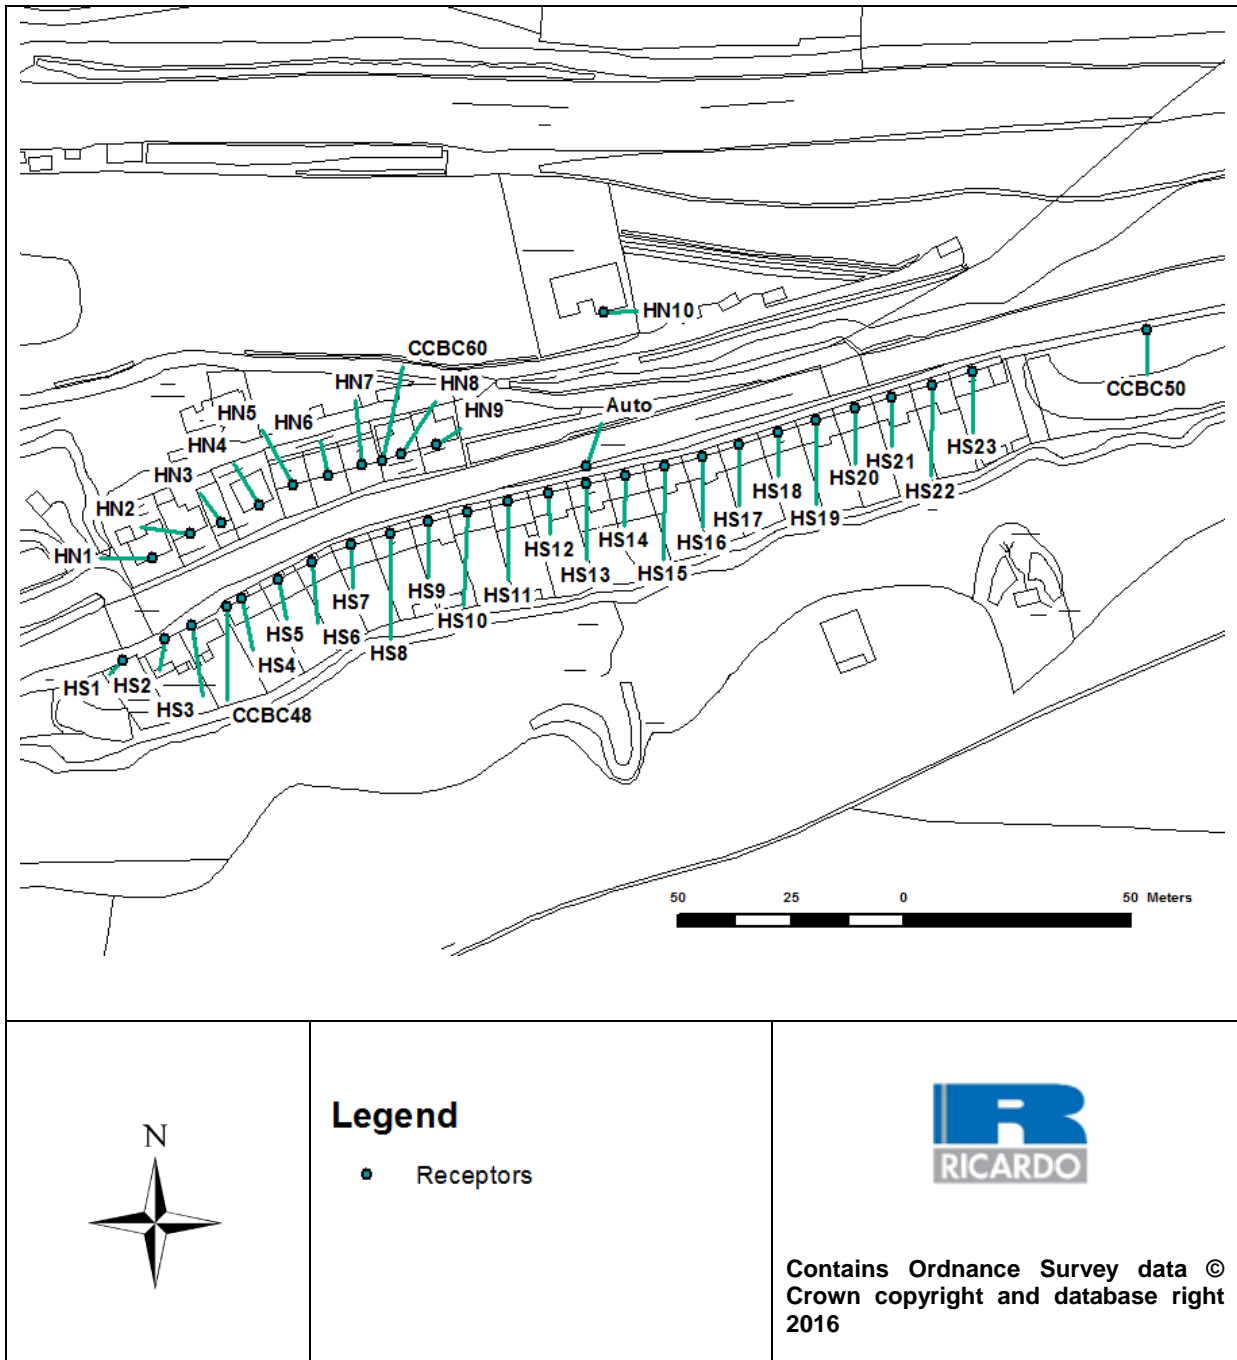 HN10
CCBC60
HN7
HN8
CCBC50
HN5
HN9
Auto
HN6
HN4
HS23
HN3
HS21
HS22
HN2
HS18
HS20
HS19
HS17
HS16
HS12
HS14
HN1
HS15
HS13
HS9
HS11
HS10
HS7
HS5
HS6
HS8
HS4
HS1
HS2
HS3
CCBC48
50 25 0 50 Meters
N
Legend
Receptors
R
RICARDO
Contains Ordnance Survey data ©
Crown copyright and database right
2016